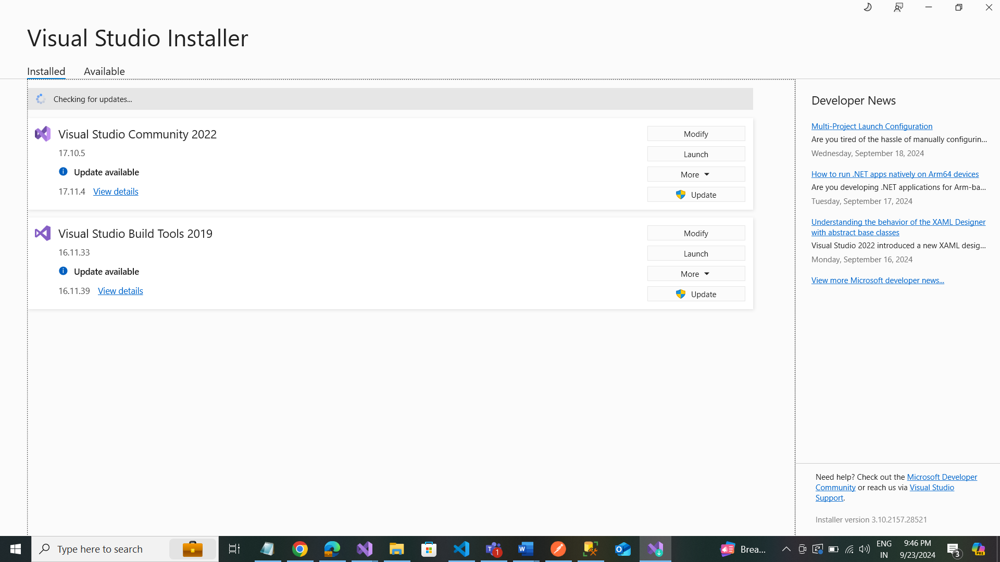 Visual Studio Installer
Installed Available
Checking for updates...
Visual Studio Community 2022
17.10.5
Update available
17.11.4 View details
Modify
Launch
More
Update
Visual Studio Build Tools 2019
16.11.33
Update available
16.11.39 View details
Modify
Launch
More
Update
Developer News
Multi-Project Launch Configuration
Are you tired of the hassle of manually configurin...
Wednesday, September 18, 2024
How to run .NET apps natively on Arm64 devices
Are you developing .NET applications for Arm-ba...
Tuesday, September 17, 2024
Understanding the behavior of the XAML Designer
with abstract base classes
Visual Studio 2022 introduced a new XAML desig...
Monday, September 16, 2024
View more Microsoft developer news...
Need help? Check out the Microsoft Developer
Community or reach us via Visual Studio
Support.
Installer version 3.10.2157.28521
Type here to search
1
Brea...
ENG
IN
9:46 PM
9/23/2024
3
PRE